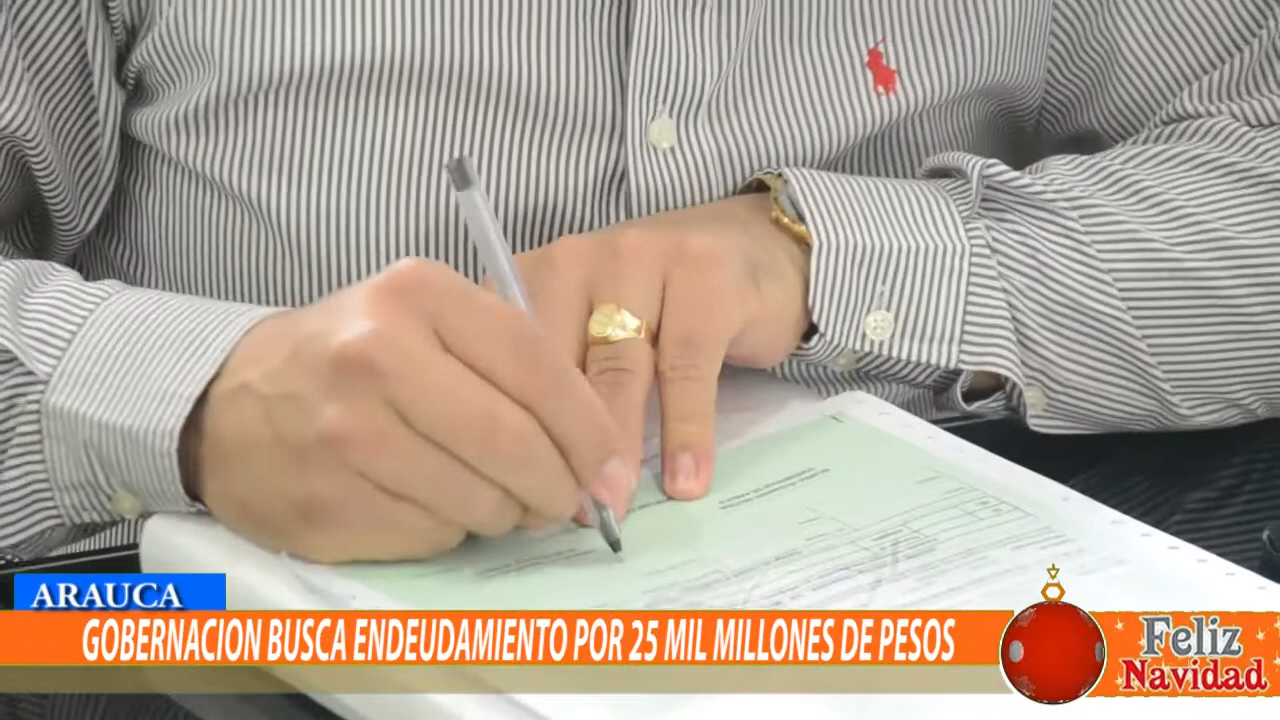 ARAUCA
GOBERNACION BUSCA ENDEUDAMIENTO POR 25 MIL MILLONES DE PESOS
Feliz
Navidad